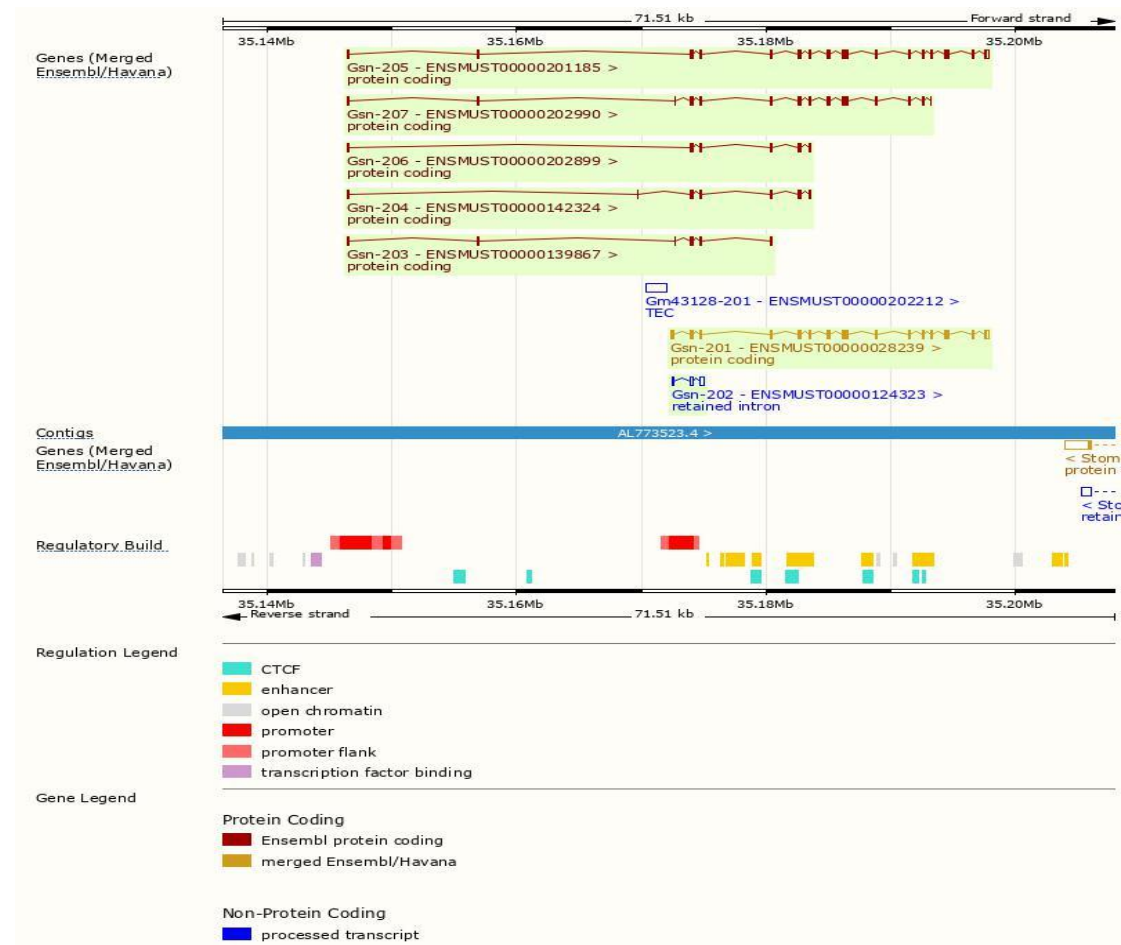 71.51 kb Forward strand
35.14Mb 35.16Mb 35.18Mb 35.20Mb
Genes (Merged
Ensembl/Havana)
Gsn-205 - ENSMUST00000201185 >
protein coding
Gsn-207 - ENSMUST00000202990 >
protein coding
Gsn-206 - ENSMUST00000202899 >
protein coding
Gsn-204 - ENSMUST00000142324 >
protein coding
Gsn-203 - ENSMUST00000139867 >
protein coding
Gm43128-201 - ENSMUST00000202212 >
TEC
Gsn-201 - ENSMUST00000028239 >
protein coding
Gsn-202 - ENSMUST00000124323 >
retained intron
Contigs AL773523.4 >
Genes (Merged
Ensembl/Havana)
< Stom
protein
< Sto
retain
Regulatory Build
35.14Mb 35.16Mb 35.18Mb 35.20Mb
Reverse strand 71.51 kb
Regulation Legend
CTCF
enhancer
open chromatin
promoter
promoter flank
transcription factor binding
Gene Legend
Protein Coding
Ensembl protein coding
merged Ensembl/Havana
Non-Protein Coding
processed transcript